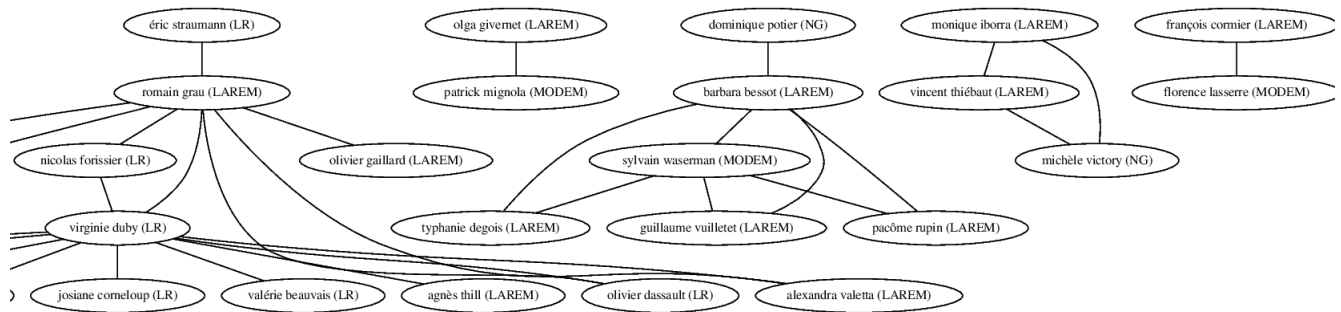 éric straumann (LR)
olga givernet (LAREM)
dominique potier (NG)
monique iborra (LAREM)
françois cormier (LAREM)
romain grau (LAREM)
patrick mignola (MODEM)
barbara bessot (LAREM)
vincent thiébaut (LAREM)
florence lasserre (MODEM)
nicolas forissier (LR)
olivier gaillard (LAREM)
sylvain waserman (MODEM)
michèle victory (NG)
virginie duby (LR)
typhanie degois (LAREM)
guillaume vuilletet (LAREM)
pacôme rupin (LAREM)
josiane corneloup (LR)
valérie beauvais (LR)
agnès thill (LAREM)
olivier dassault (LR)
alexandra valetta (LAREM)